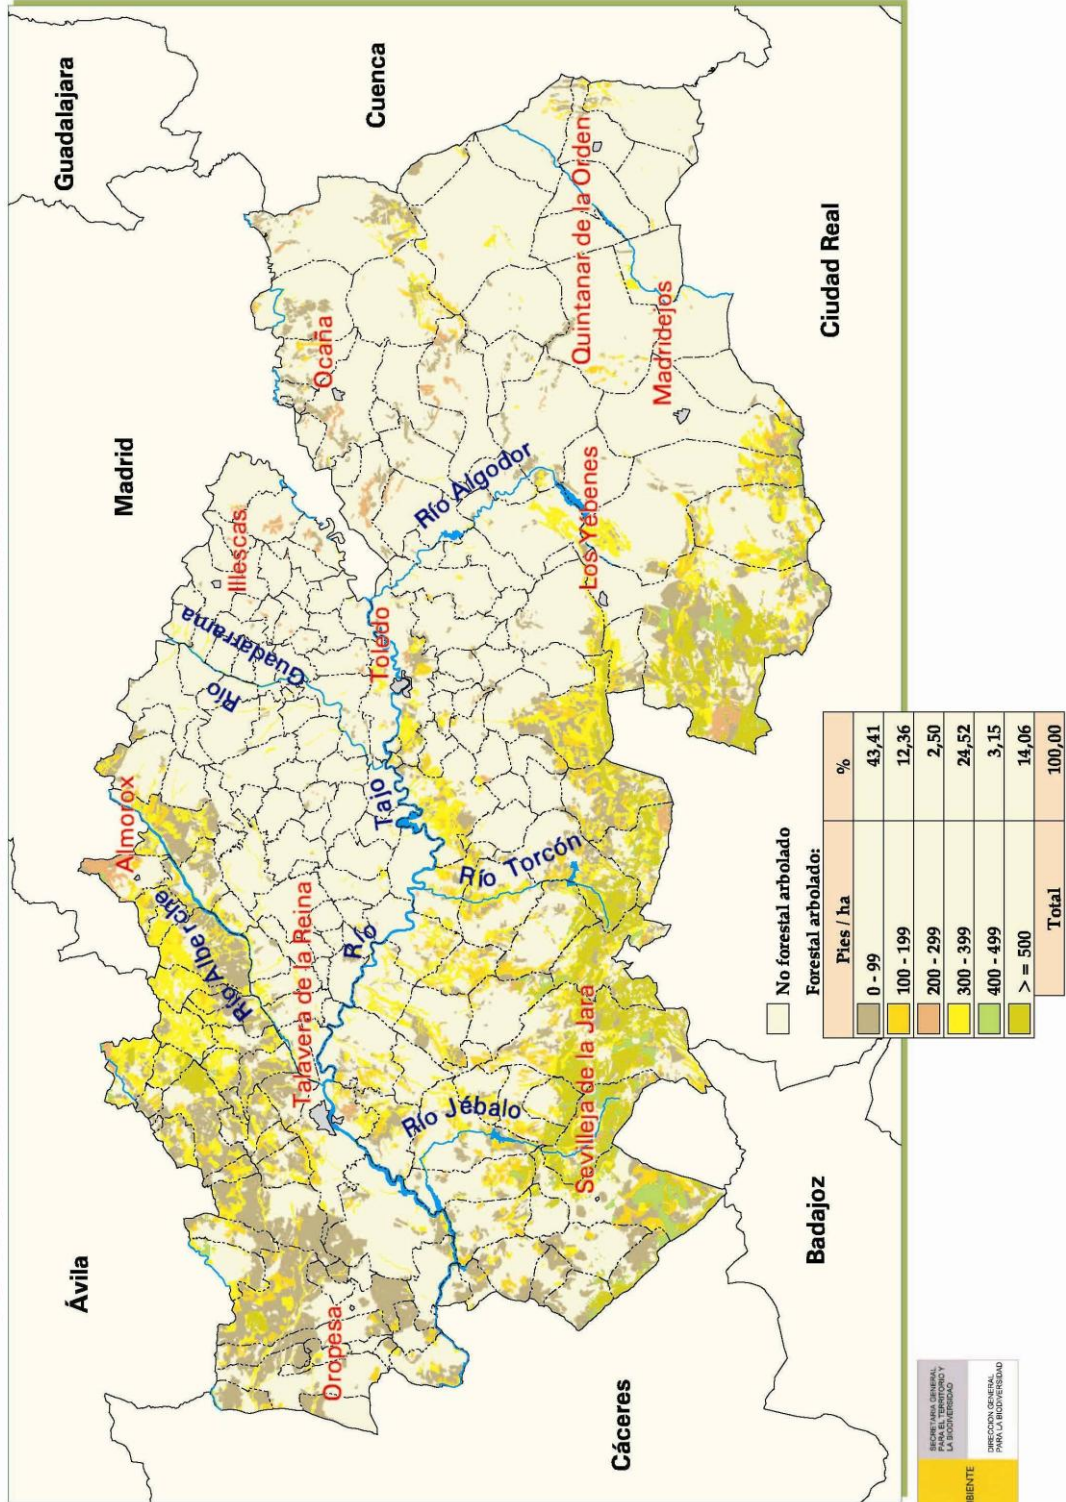 Guadalajara
Ávila
Madrid
Cuenca
Almorox
Illescas
Río Alberche
Río Guadarrama
Ocaña
Talavera de la Reina
Toledo
Oropesa
Río Tajo
Río Algodor
Río Jébalo
Río Torcón
Quintanar de la Orden
Sevilleja de la Jara
Los Yébenes
Madridejos
Cáceres
Badajoz
Ciudad Real
No forestal arbolado
Forestal arbolado:
Pies / ha %
0 - 99 43,41
100 - 199 12,36
200 - 299 2,50
300 - 399 24,52
400 - 499 3,15
> = 500 14,06
Total 100,00
SECRETARIA GENERAL
PARA EL TERRITORIO Y
LA BIODIVERSIDAD
DIRECCION GENERAL
PARA LA BIODIVERSIDAD